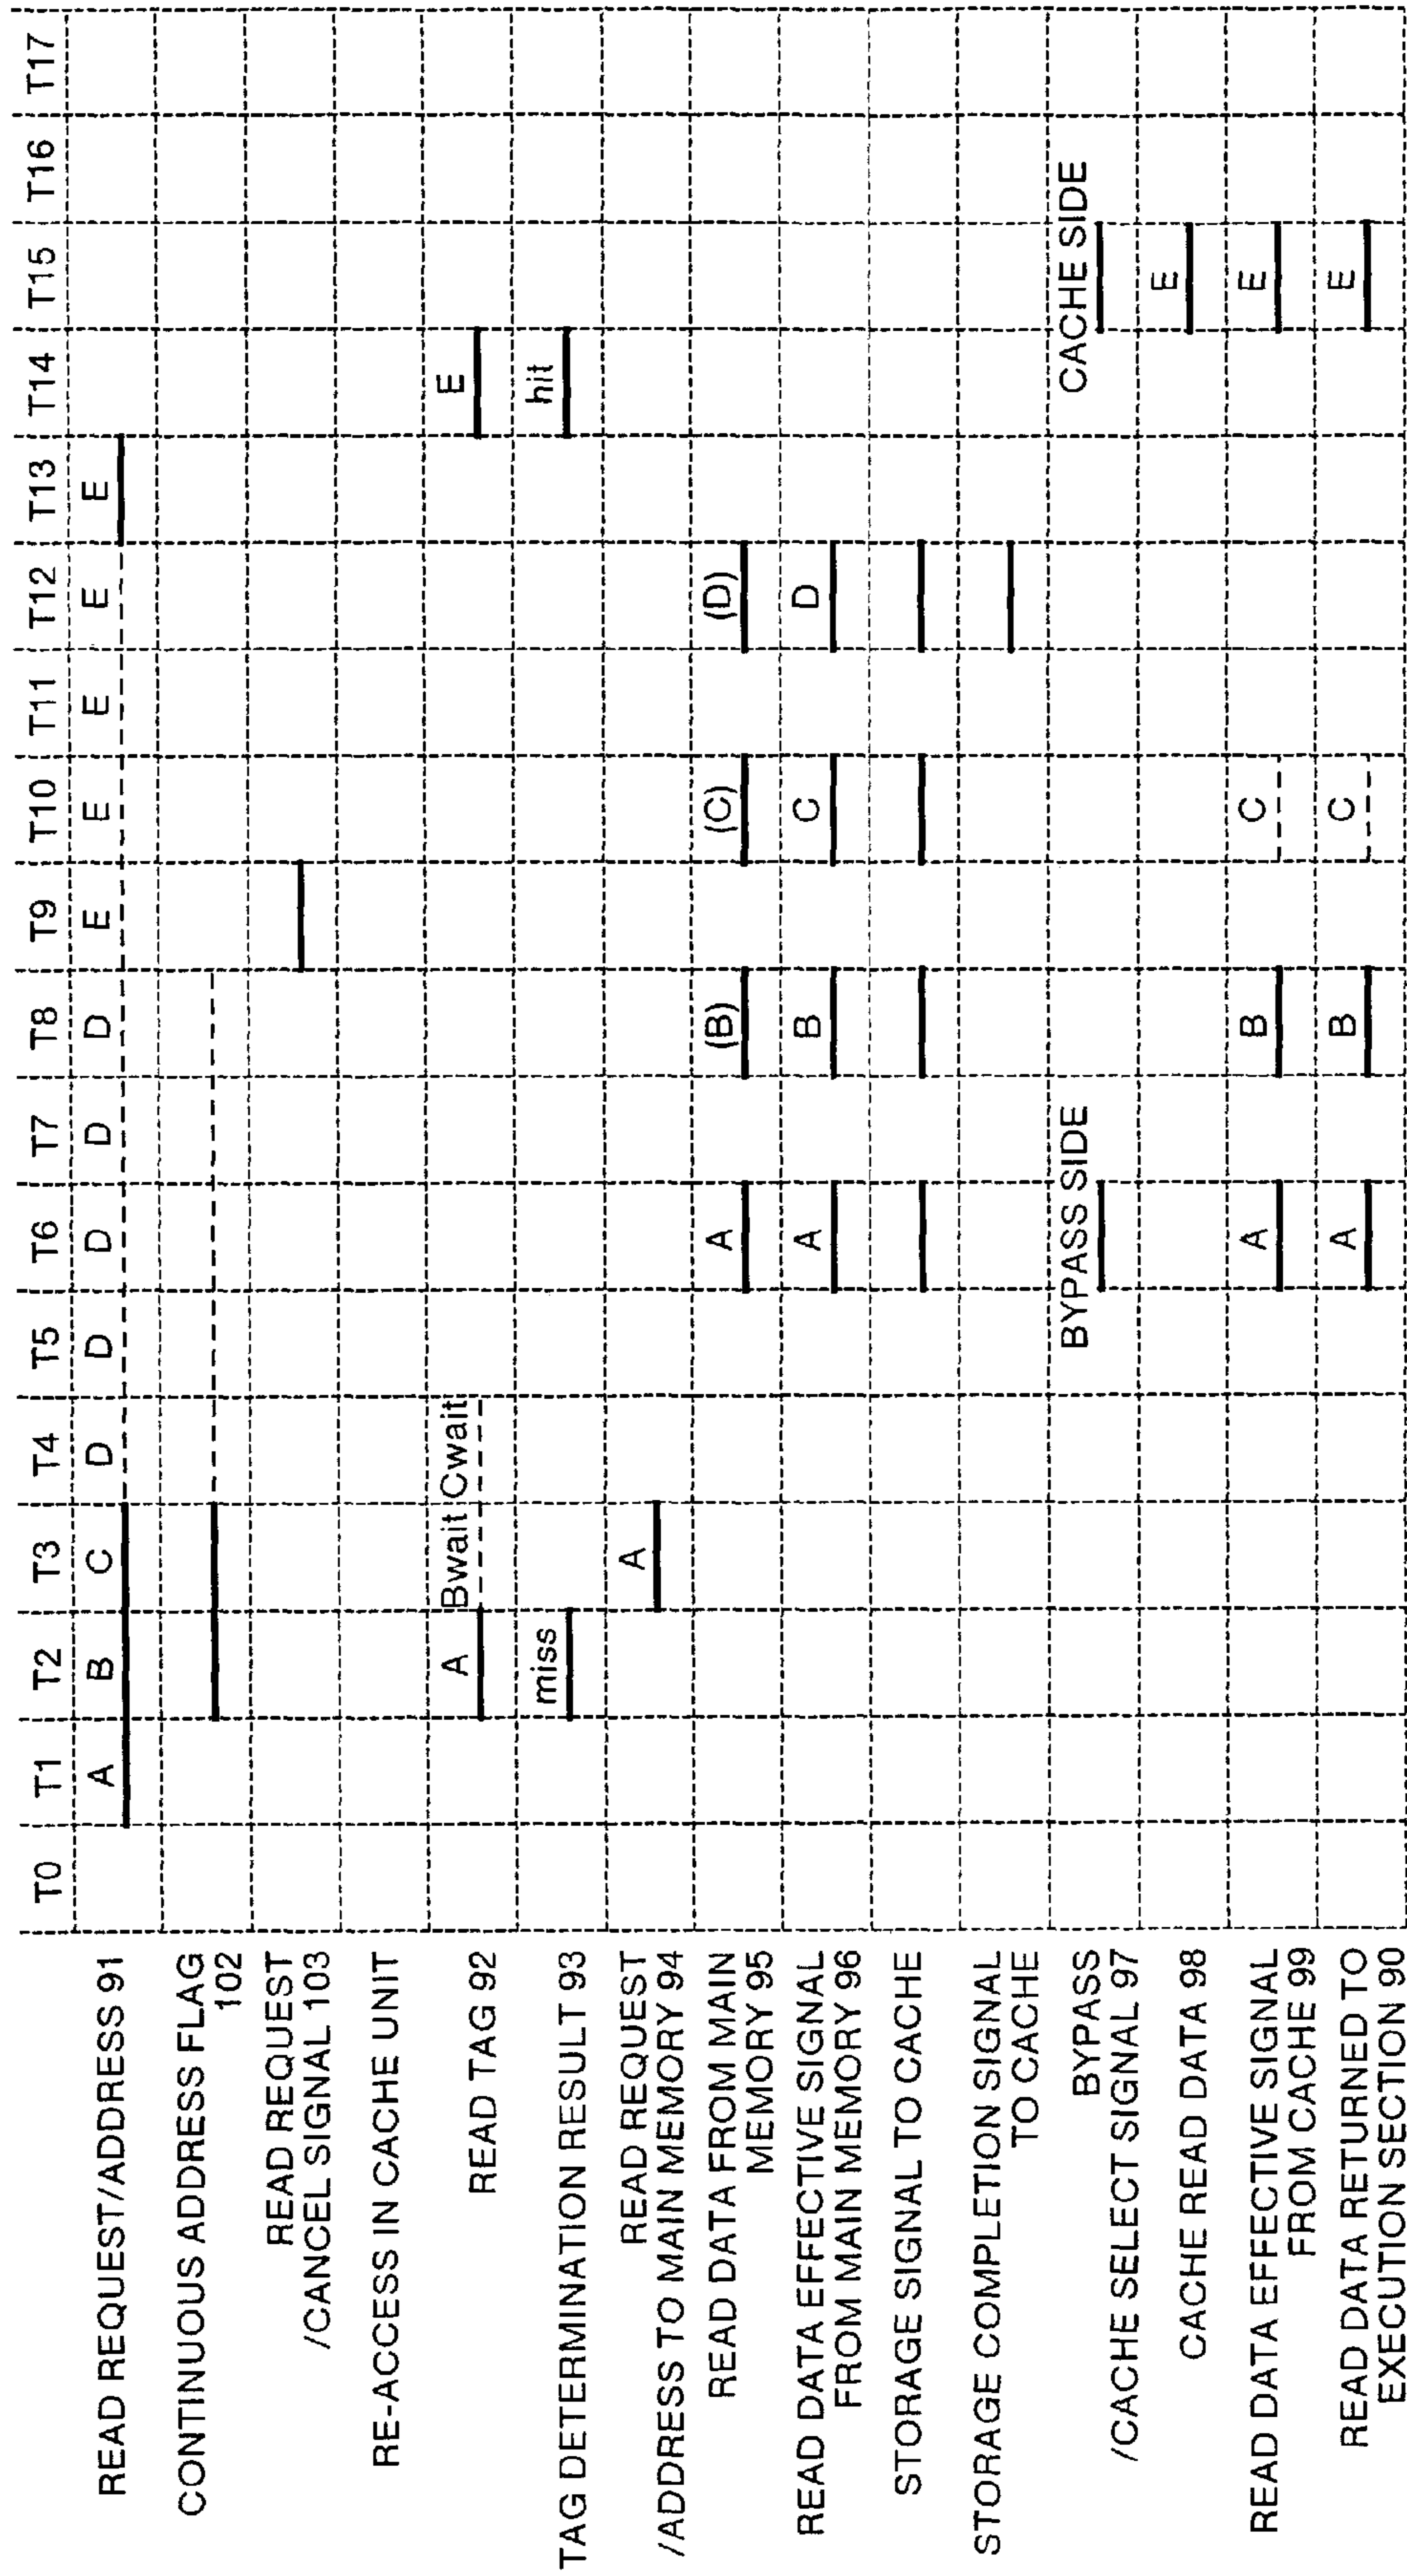 T0 T1 T2 T3 T4 T5 T6 T7 T8 T9 T10 T11 T12 T13 T14 T15 T16 T17
READ REQUEST/ADDRESS 91 A B C D D D D D E E E E E
CONTINUOUS ADDRESS FLAG
102
READ REQUEST
/CANCEL SIGNAL 103
RE-ACCESS IN CACHE UNIT
READ TAG 92 A Bwait Cwait E
TAG DETERMINATION RESULT 93 miss hit
READ REQUEST
/ADDRESS TO MAIN MEMORY 94 A
READ DATA FROM MAIN
MEMORY 95 A (B) (C) (D)
READ DATA EFFECTIVE SIGNAL
FROM MAIN MEMORY 96 A B C D
STORAGE SIGNAL TO CACHE
STORAGE COMPLETION SIGNAL
TO CACHE
BYPASS
/CACHE SELECT SIGNAL 97 BYPASS SIDE CACHE SIDE
CACHE READ DATA 98 E
READ DATA EFFECTIVE SIGNAL
FROM CACHE 99 A B C E
READ DATA RETURNED TO
EXECUTION SECTION 90 A B C E